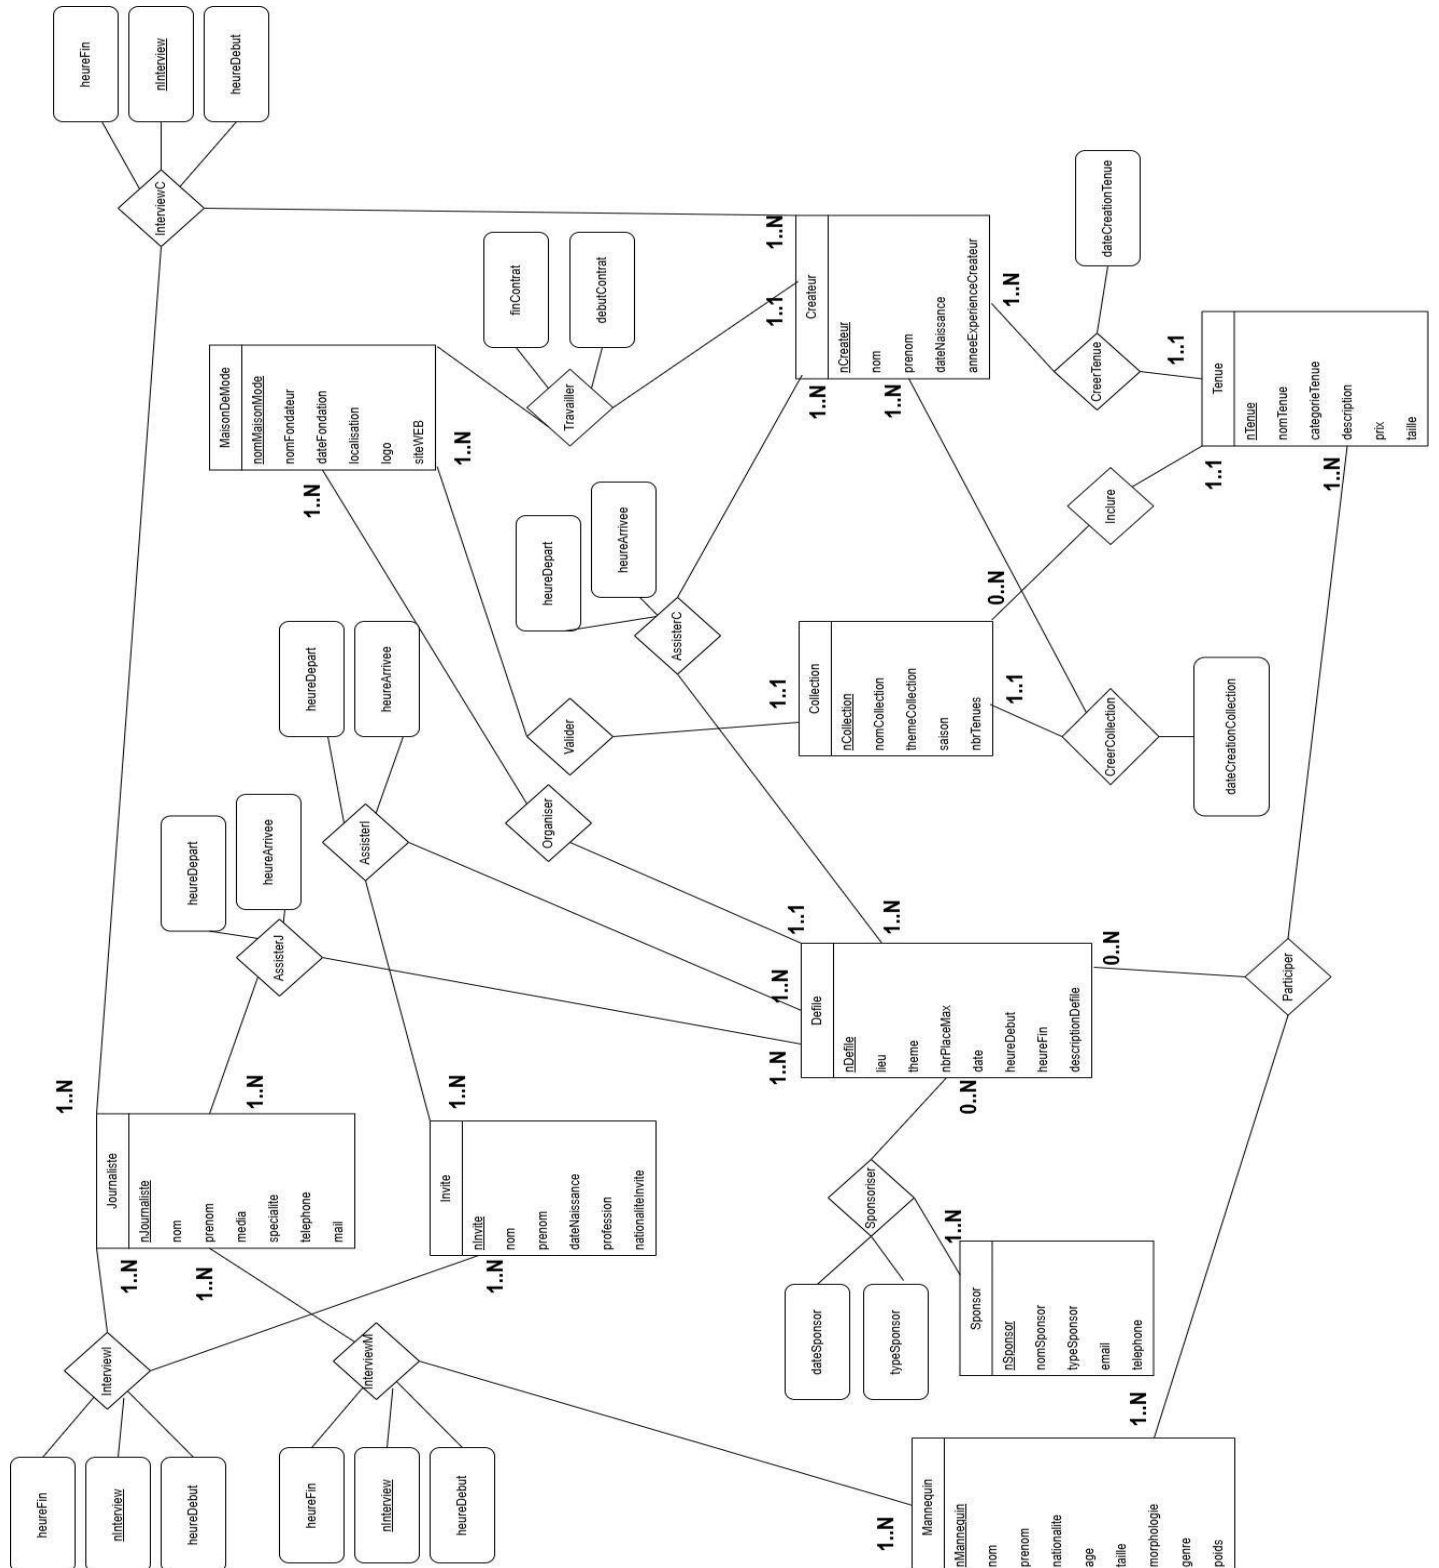 heureFin
nInterview
heureDebut
InterviewI
1..N
1..N
heureFin
nInterview
heureDebut
InterviewM
1..N
Journaliste
nJournaliste
nom
prenom
media
specialite
telephone
mail
1..N
1..N
Invite
nInvite
nom
prenom
dateNaissance
profession
nationaliteInvite
1..N
heureDepart
heureArrivee
AssisterJ
heureDepart
heureArrivee
AssisterI
MaisonDeMode
nomMaisonMode
nomFondateur
dateFondation
localisation
logo
siteWEB
1..N
1..N
heureFin
nInterview
heureDebut
InterviewC
finContrat
debutContrat
Travailler
Organiser
Valider
heureDepart
heureArrivee
AssisterC
1..N
Mannequin
nMannequin
nom
prenom
nationalite
age
taille
morphologie
genre
poids
1..N
dateSponsor
typeSponsor
Sponsoriser
1..N
Sponsor
nSponsor
nomSponsor
typeSponsor
email
telephone
1..N
1..N
1..1
1..N
Defile
nDefile
lieu
theme
nbrPlaceMax
date
heureDebut
heureFin
descriptionDefile
0..N
0..N
1..1
Collection
nCollection
nomCollection
themeCollection
saison
nbrTenues
0..N
1..1
1..1
1..N
Createur
nCreateur
nom
prenom
dateNaissance
anneeExperienceCreateur
1..N
1..N
1..N
CreerCollection
dateCreationCollection
Inclure
CreerTenue
dateCreationTenue
1..1
1..1
Tenue
nTenue
nomTenue
categorieTenue
description
prix
taille
1..N
Participer